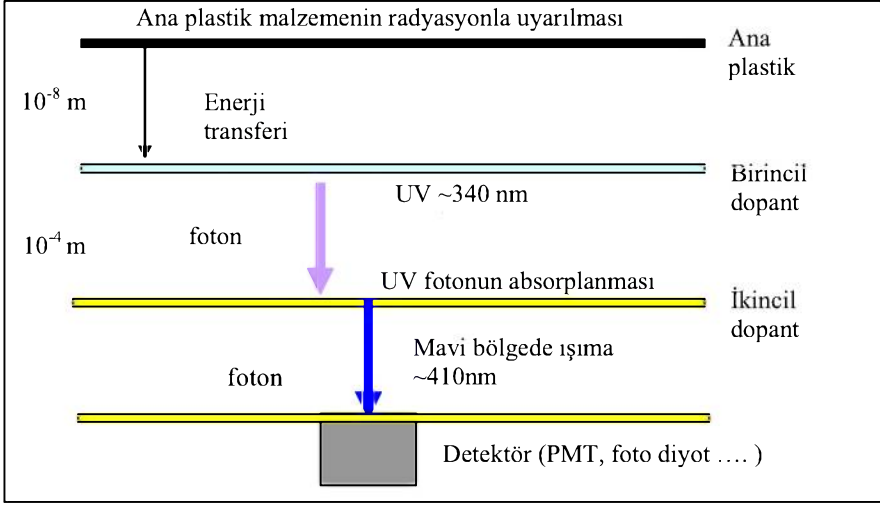 Ana plastik malzemenin radyasyonla uyarılması
Ana
plastik
10⁻⁸ m
Enerji
transferi
UV ~340 nm
Birincil
dopant
foton
10⁻⁴ m
UV fotonun absorplanması
İkincil
dopant
Mavi bölgede ışıma
~410nm
foton
Detektör (PMT, foto diyot …. )